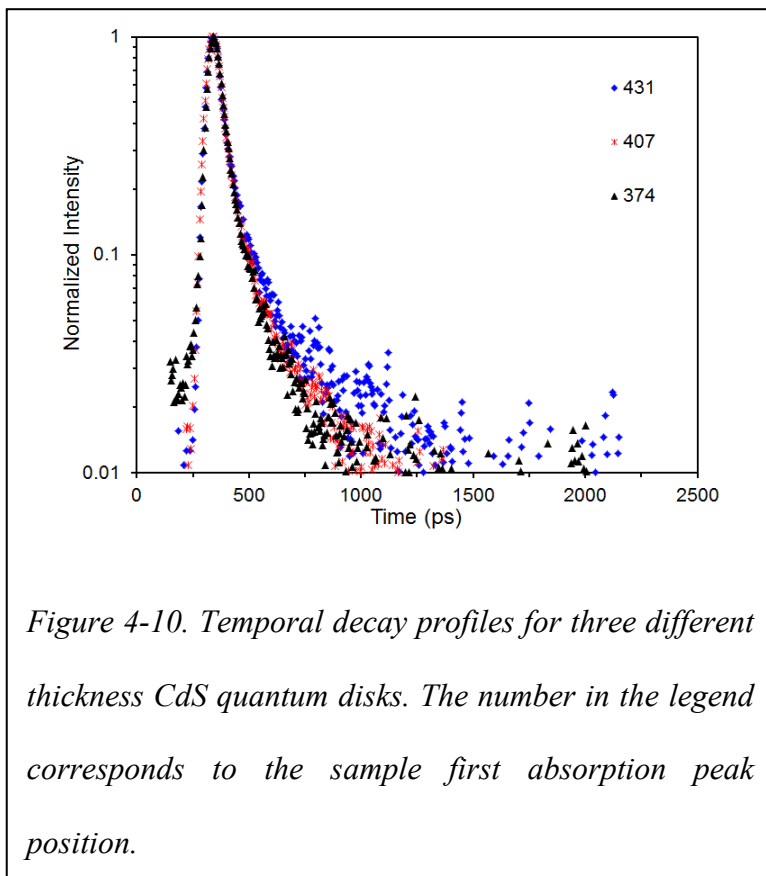 1
0.1
0.01
Normalized Intensity
431
407
374
0 500 1000 1500 2000 2500
Time (ps)
Figure 4-10. Temporal decay profiles for three different
thickness CdS quantum disks. The number in the legend
corresponds to the sample first absorption peak
position.